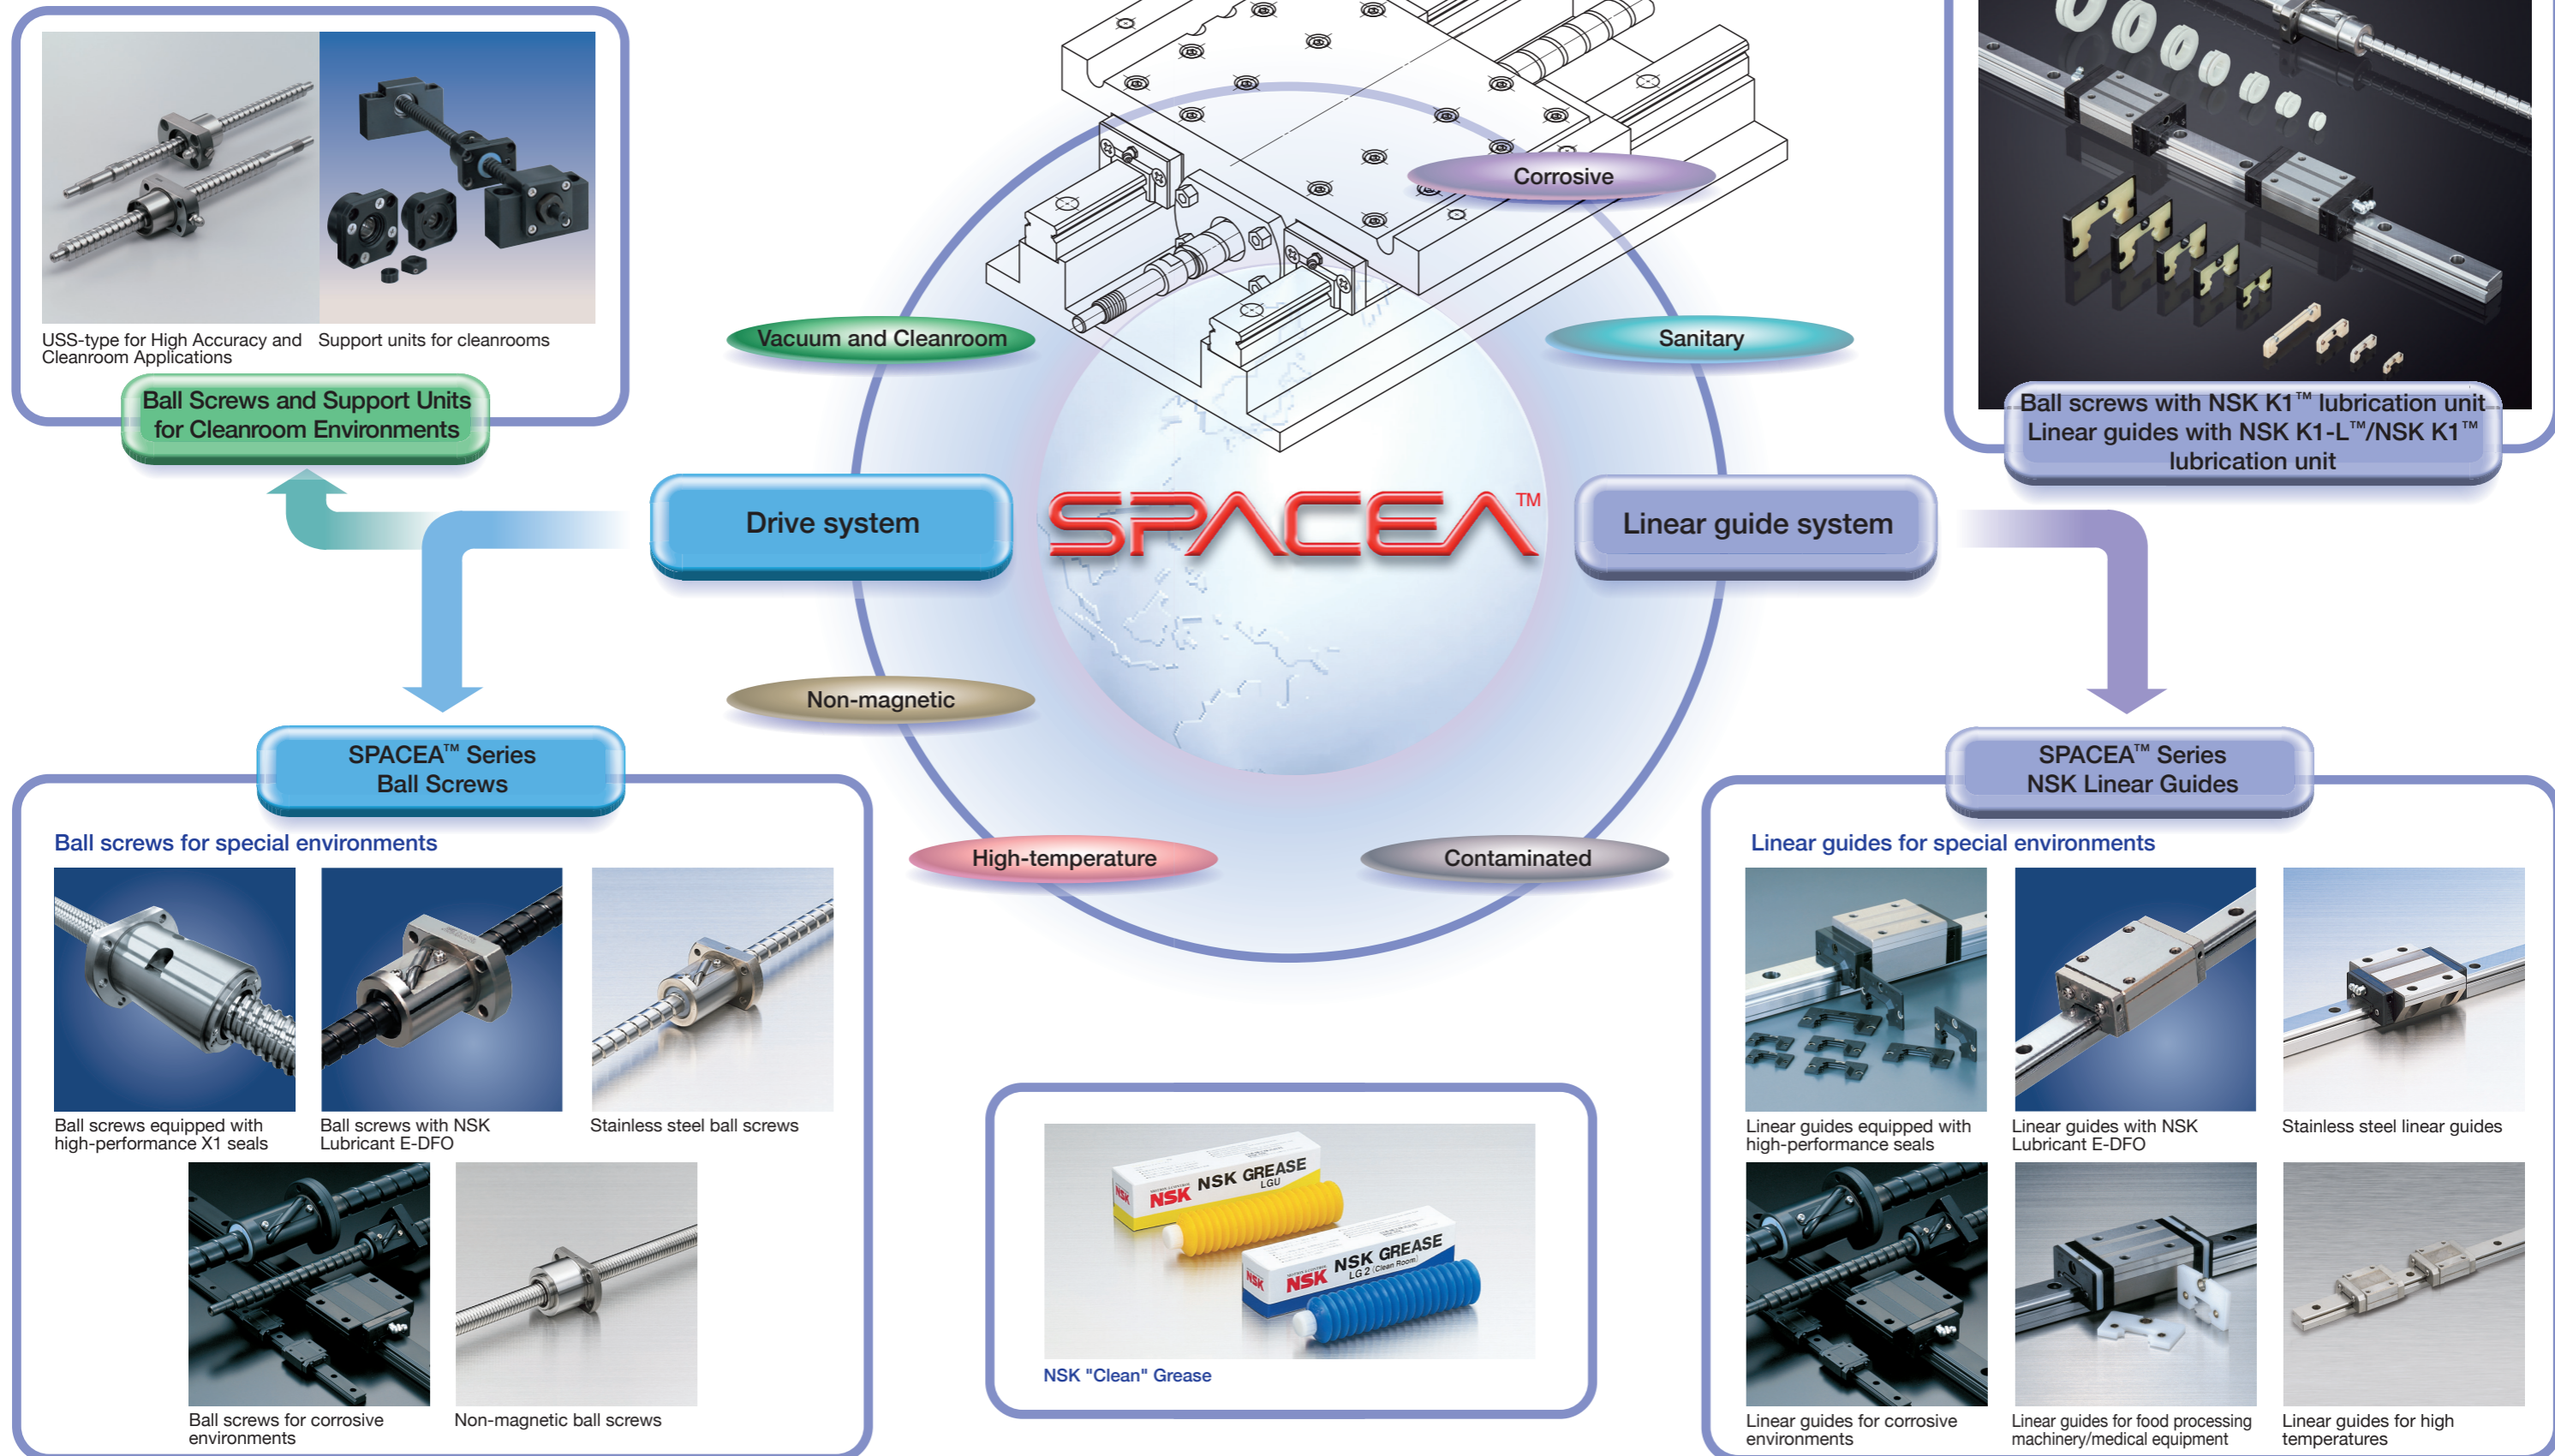 USS-type for High Accuracy and
Cleanroom Applications
Support units for cleanrooms
Ball Screws and Support Units
for Cleanroom Environments
Corrosive
Vacuum and Cleanroom
Sanitary
Ball screws with NSK K1™ lubrication unit
Linear guides with NSK K1-L™/NSK K1™
lubrication unit
Drive system
SPACEA™
Linear guide system
Non-magnetic
High-temperature
Contaminated
SPACEA™ Series
Ball Screws
Ball screws for special environments
Ball screws equipped with
high-performance X1 seals
Ball screws with NSK
Lubricant E-DFO
Stainless steel ball screws
Ball screws for corrosive
environments
Non-magnetic ball screws
NSK
NSK NSK GREASE
LGU
NSK
NSK NSK GREASE
LG 2 (Clean Room)
NSK "Clean" Grease
SPACEA™ Series
NSK Linear Guides
Linear guides for special environments
Linear guides equipped with
high-performance seals
Linear guides with NSK
Lubricant E-DFO
Stainless steel linear guides
Linear guides for corrosive
environments
Linear guides for food processing
machinery/medical equipment
Linear guides for high
temperatures